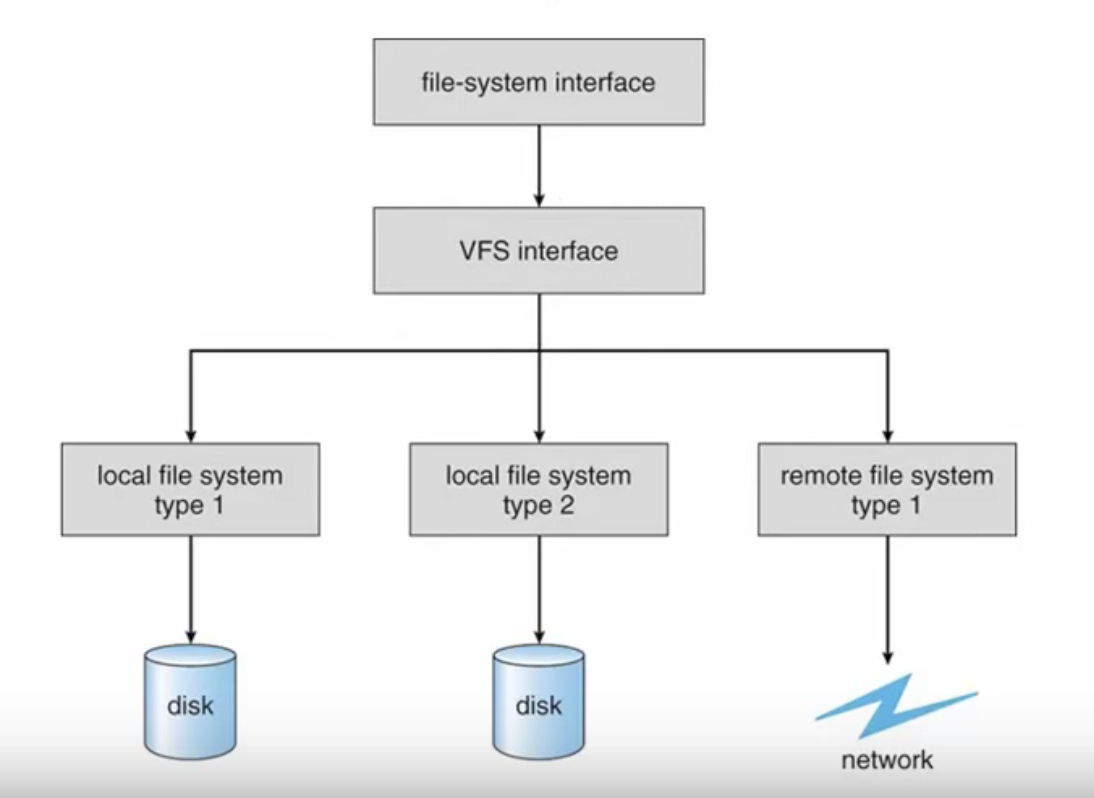 file-system interface
VFS interface
local file system
type 1
local file system
type 2
remote file system
type 1
disk
disk
network